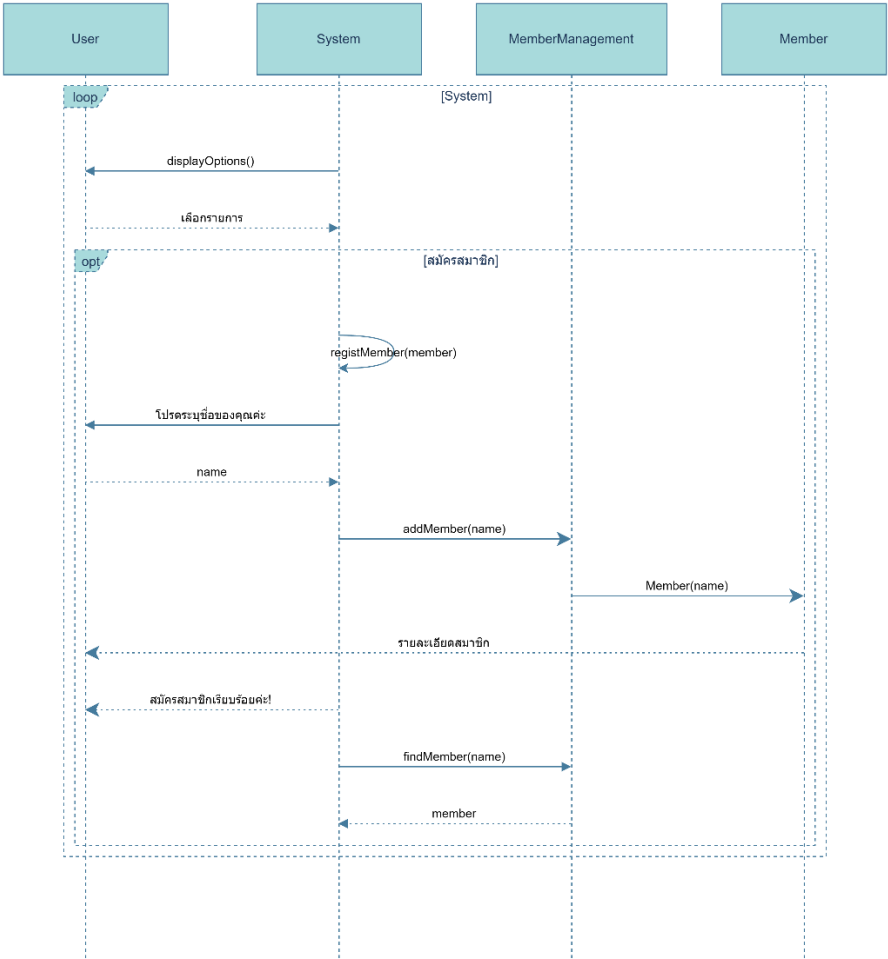 User
System
MemberManagement
Member
loop
[System]
displayOptions()
เลือกรายการ
opt
[สมัครสมาชิก]
registMember(member)
โปรดระบุชื่อของคุณค่ะ
name
addMember(name)
Member(name)
รายละเอียดสมาชิก
สมัครสมาชิกเรียบร้อยค่ะ!
findMember(name)
member